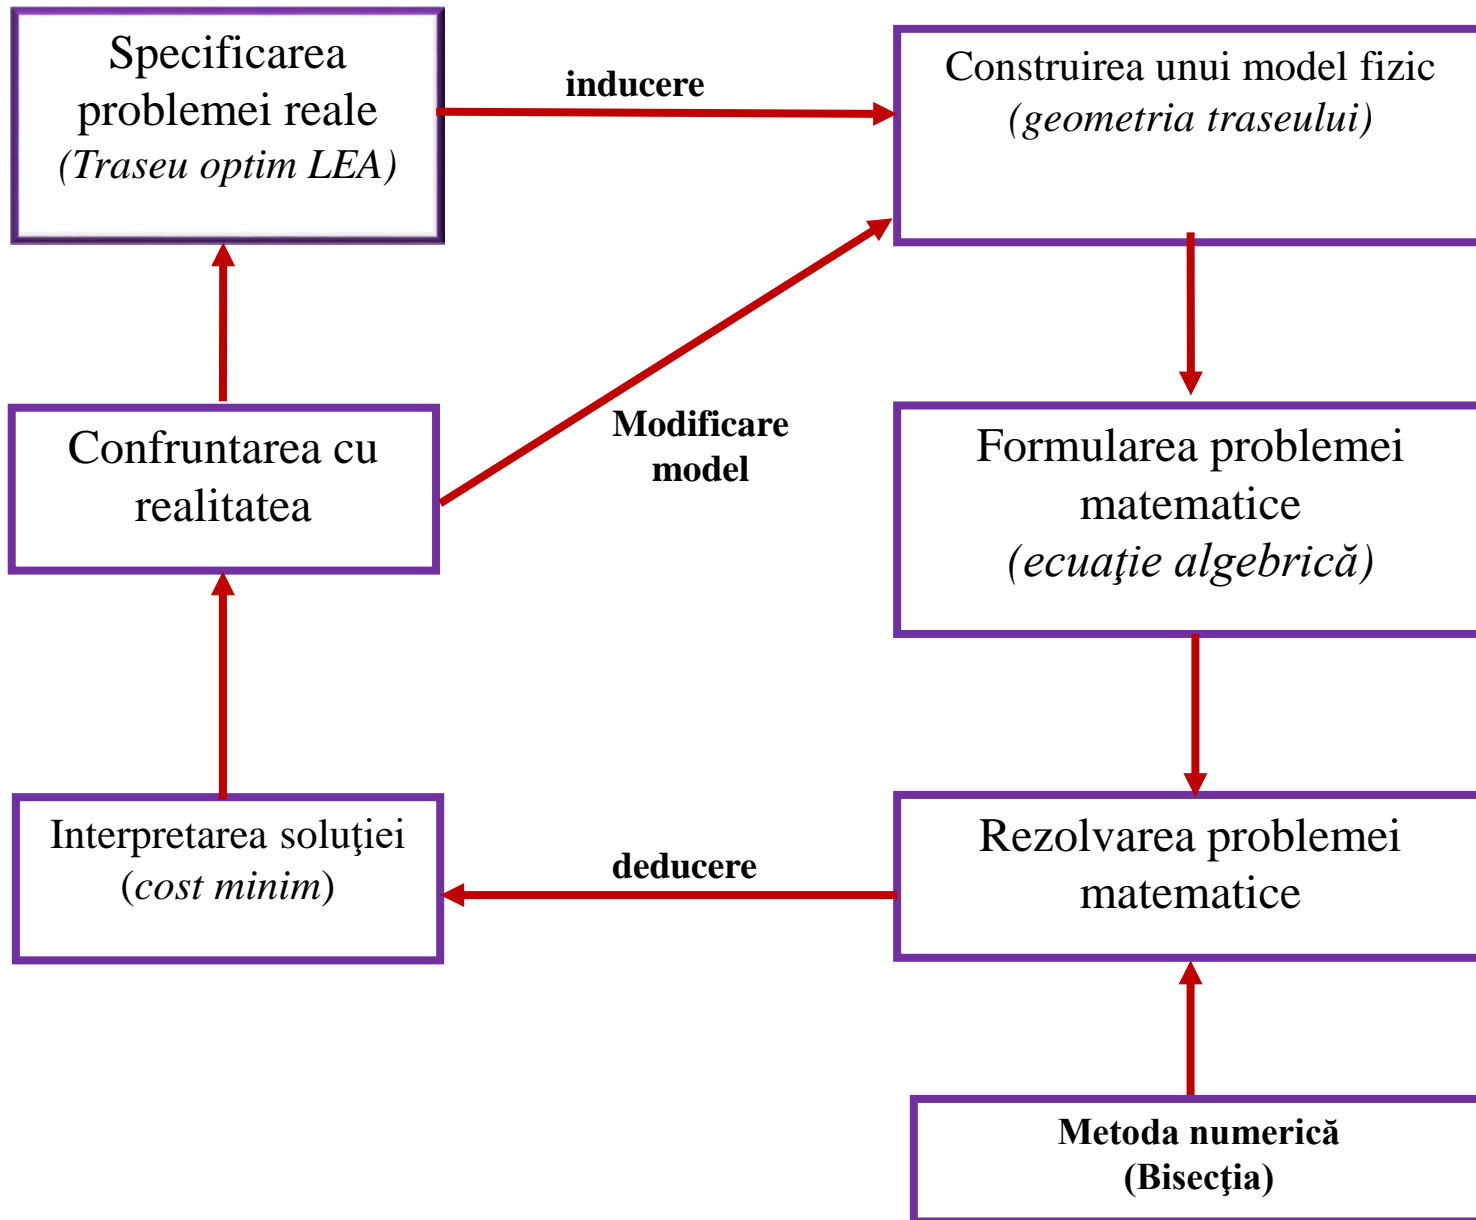 Specificarea
problemei reale
(Traseu optim LEA)
inducere
Construirea unui model fizic
(geometria traseului)
Confruntarea cu
realitatea
Modificare
model
Formularea problemei
matematice
(ecuaţie algebrică)
Interpretarea soluţiei
(cost minim)
deducere
Rezolvarea problemei
matematice
Metoda numerică
(Bisecţia)